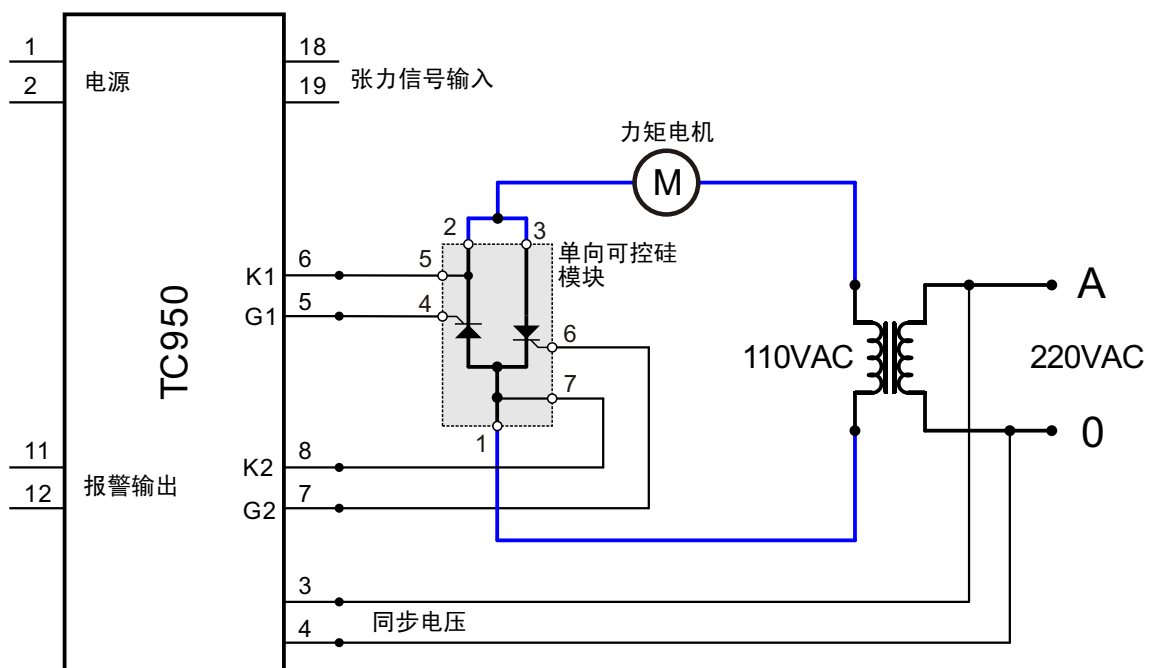 1
2
电源
18
19
张力信号输入
力矩电机
M
2
3
单向可控硅
模块
K1
6
5
G1
5
4
6
7
1
TC950
110VAC
220VAC
A
0
11
12
报警输出
K2
8
G2
7
3
4
同步电压